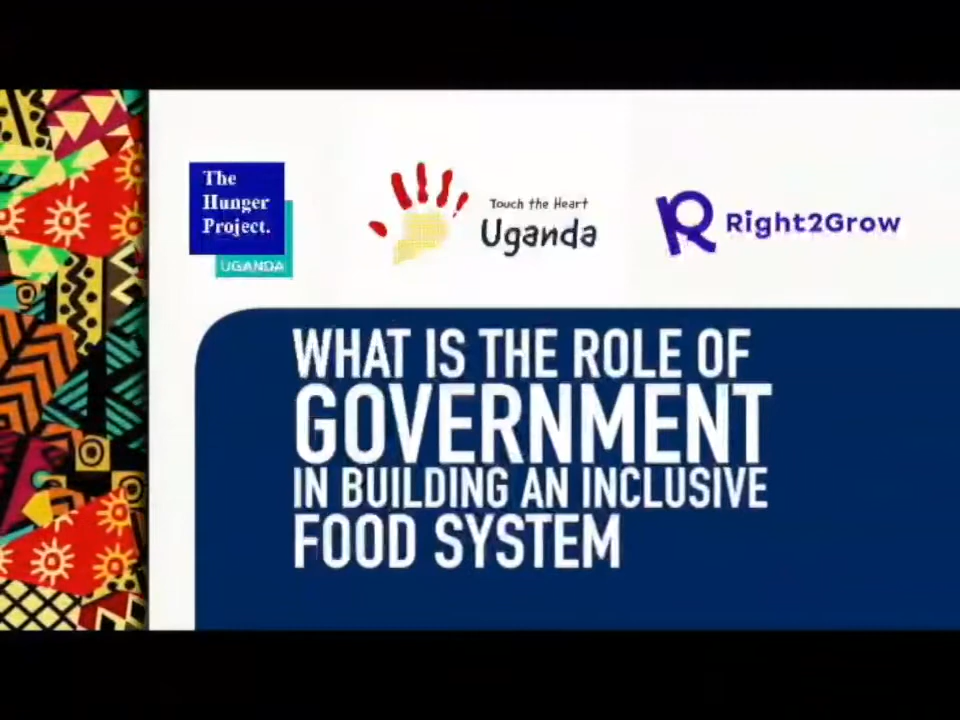 The
Hunger
Project.
UGANDA
Touch the Heart
Uganda
Right2Grow
WHAT IS THE ROLE OF
GOVERNMENT
IN BUILDING AN INCLUSIVE
FOOD SYSTEM